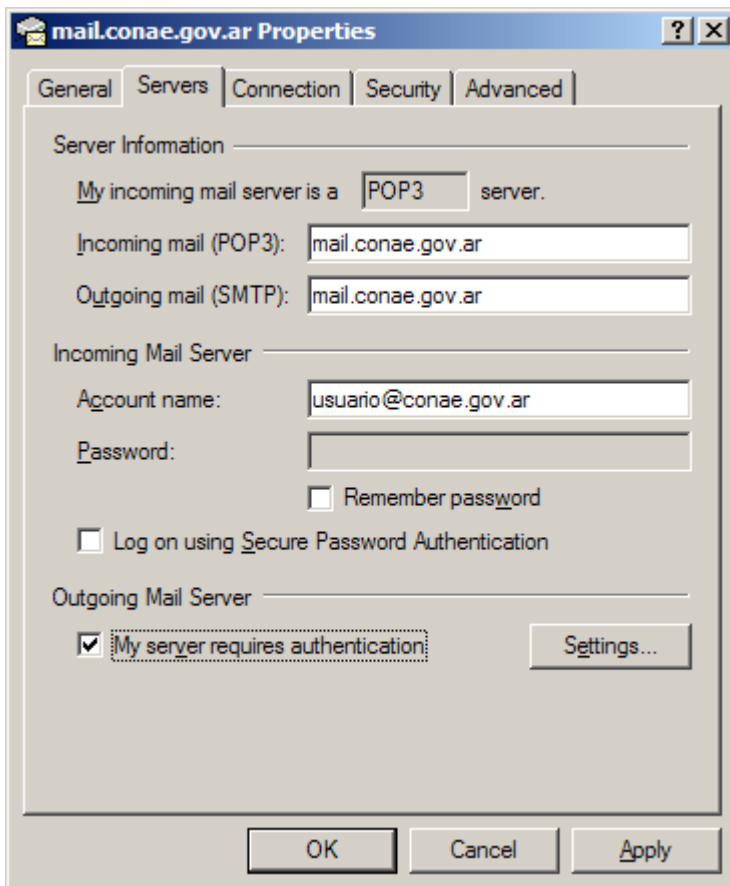 mail.conae.gov.ar Properties
General Servers Connection Security Advanced
Server Information
My incoming mail server is a POP3 server.
Incoming mail (POP3): mail.conae.gov.ar
Outgoing mail (SMTP): mail.conae.gov.ar
Incoming Mail Server
Account name: usuario@conae.gov.ar
Password:
Remember password
Log on using Secure Password Authentication
Outgoing Mail Server
My server requires authentication Settings...
OK Cancel Apply